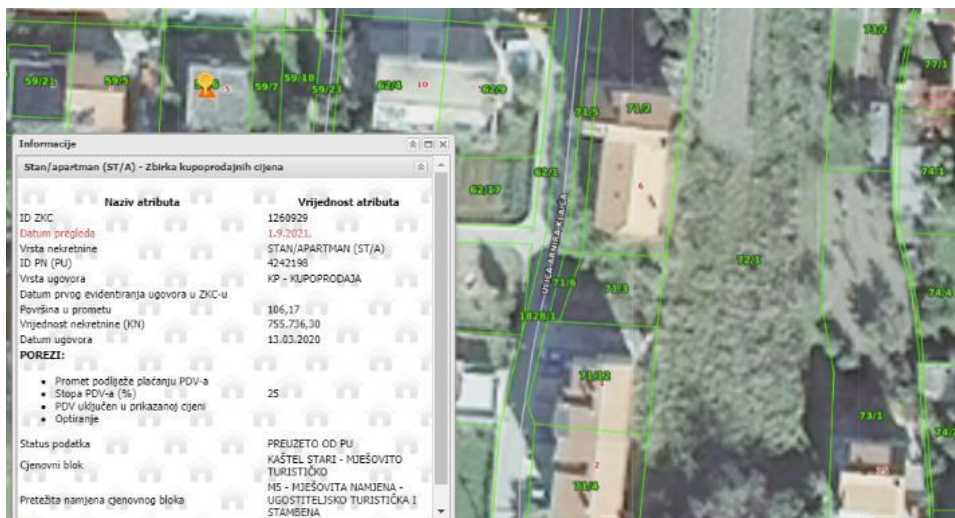 73/2
77/1
59/21
59/5
5
59/7
59/18
59/23
62/4
10
62/9
71/5
71/2
74/1
62/17
62/1
6
ULICA ARNIRA KLAIĆA
72/1
71/6
71/3
74/4
1828/1
71/12
73/1
2
71/4
Informacije
Stan/apartman (ST/A) - Zbirka kupoprodajnih cijena
Naziv atributa Vrijednost atributa
ID ZKC 1260929
Datum pregleda 1.9.2021.
Vrsta nekretnine STAN/APARTMAN (ST/A)
ID PN (PU) 4242198
Vrsta ugovora KP - KUPOPRODAJA
Datum prvog evidentiranja ugovora u ZKC-u
Površina u prometu 106,17
Vrijednost nekretnine (KN) 755.736,30
Datum ugovora 13.03.2020
POREZI:
• Promet podliježe plaćanju PDV-a
• Stopa PDV-a (%) 25
• PDV uključen u prikazanoj cijeni
• Optiranje
Status podatka PREUZETO OD PU
Cjenovni blok KAŠTEL STARI - MJEŠOVITO
TURISTIČKO
Pretežita namjena cjenovnog bloka M5 - MJEŠOVITA NAMJENA -
UGOSTITELJSKO TURISTIČKA I
STAMBENA